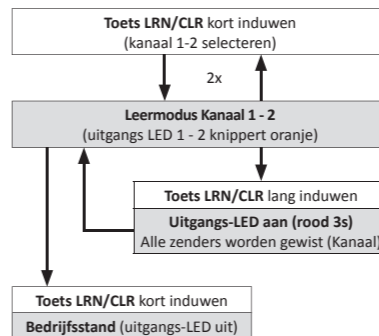 Toets LRN/CLR kort induwen
(kanaal 1-2 selecteren)
2x
Leermodus Kanaal 1 - 2
(uitgangs LED 1 - 2 knippert oranje)
Toets LRN/CLR lang induwen
Uitgangs-LED aan (rood 3s)
Alle zenders worden gewist (Kanaal)
Toets LRN/CLR kort induwen
Bedrijfsstand (uitgangs-LED uit)